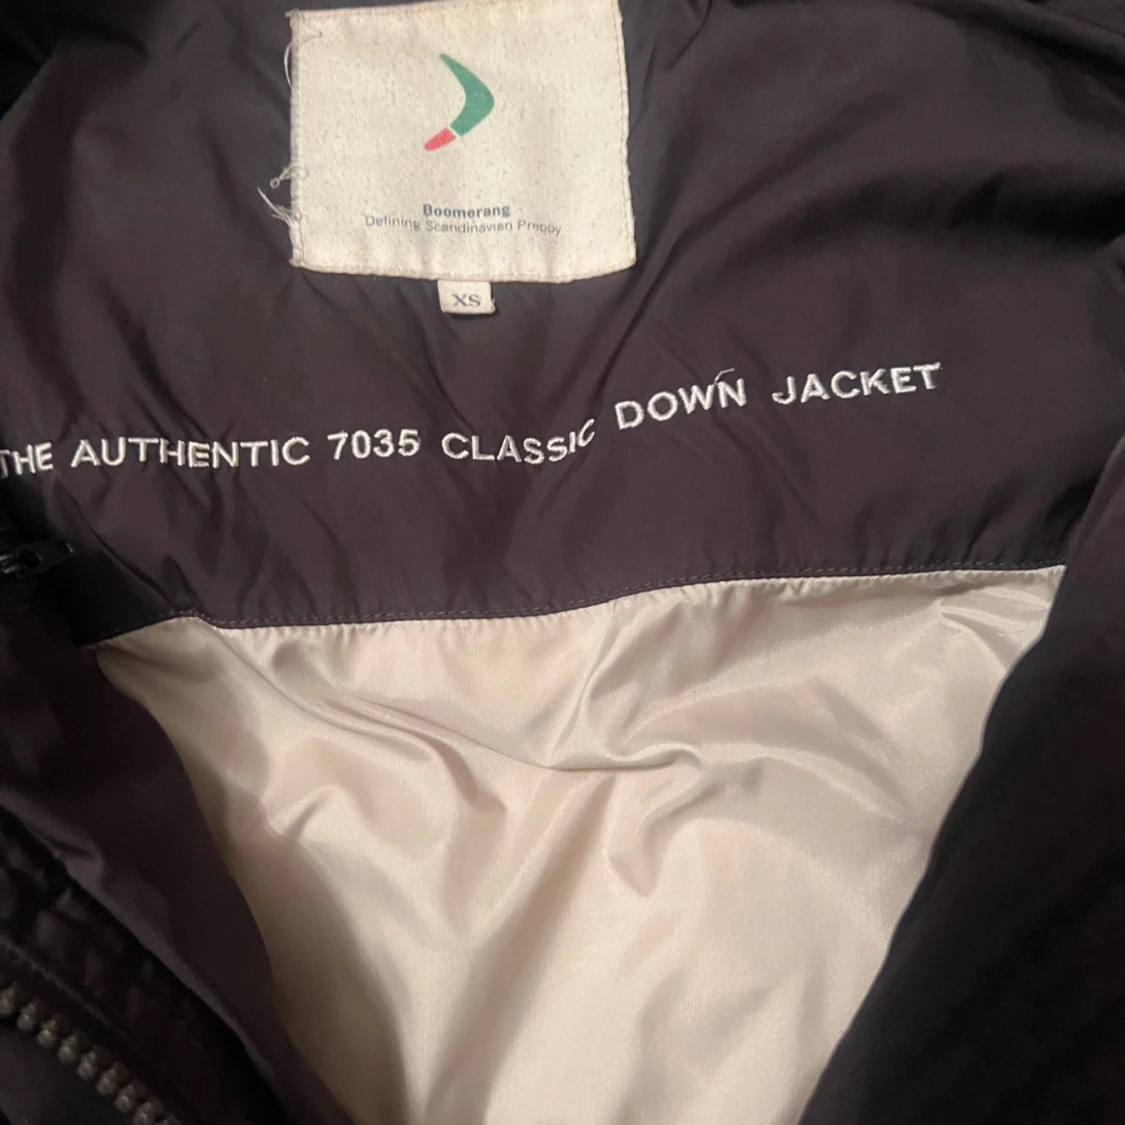 Boomerang
Defining Scandinavian Preppy
XS
THE AUTHENTIC 7035 CLASSIC DOWN JACKET